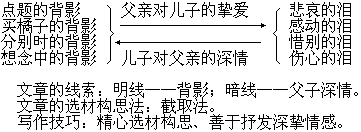 点题的背影 父亲对儿子的挚爱 悲哀的泪
买橘子的背影 感动的泪
分别时的背影 惜别的泪
想念中的背影 儿子对父亲的深情 伤心的泪
文章的线索：明线——背影；暗线——父子深情。
文章的选材构思法：截取法。
写作技巧：精心选材构思、善于抒发深挚情感。